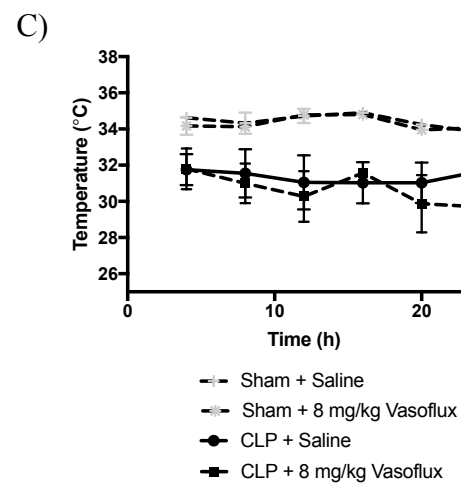 C)
38
36
34
32
30
28
26
Temperature (°C)
0 10 20
Time (h)
Sham + Saline
Sham + 8 mg/kg Vasoflux
CLP + Saline
CLP + 8 mg/kg Vasoflux